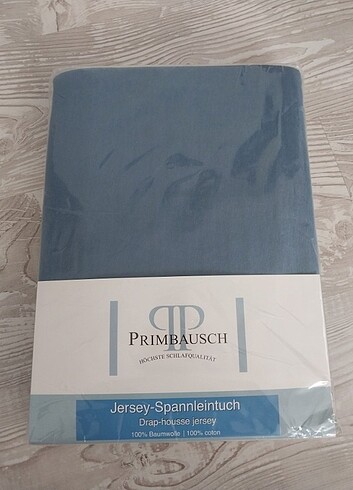 PRIMBAUSCH
HÖCHSTE SCHLAFQUALITÄT
Jersey-Spannleintuch
Drap-housse jersey
100% Baumwolle | 100% coton